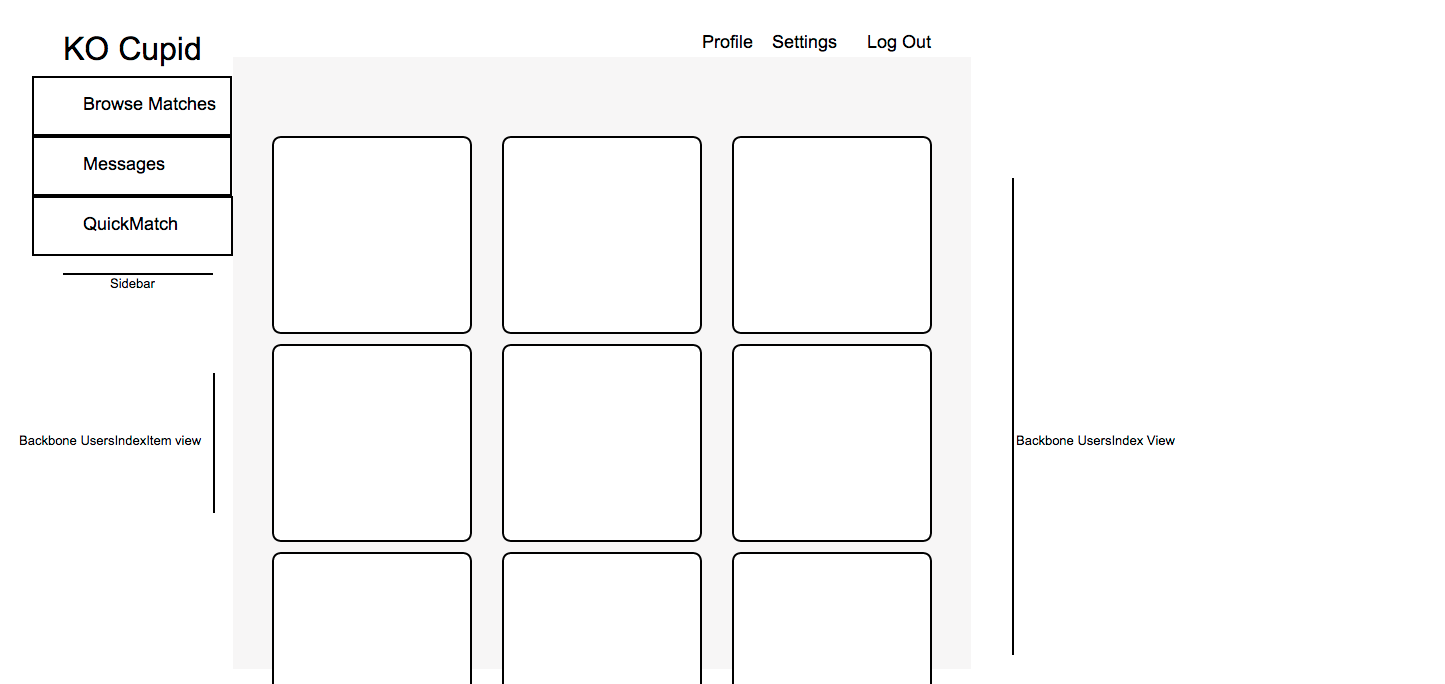 KO Cupid
Profile Settings Log Out
Browse Matches
Messages
QuickMatch
Sidebar
Backbone UsersIndexItem view
Backbone UsersIndex View